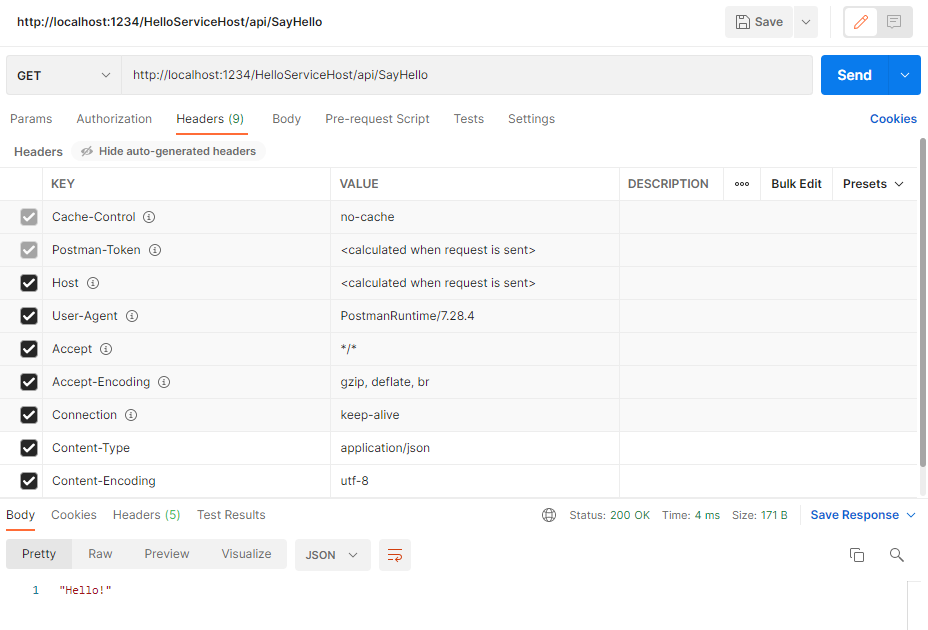 http://localhost:1234/HelloServiceHost/api/SayHello Save
GET http://localhost:1234/HelloServiceHost/api/SayHello Send
Params Authorization Headers (9) Body Pre-request Script Tests Settings Cookies
Headers Hide auto-generated headers
KEY VALUE DESCRIPTION ooo Bulk Edit Presets
Cache-Control no-cache
Postman-Token <calculated when request is sent>
Host <calculated when request is sent>
User-Agent PostmanRuntime/7.28.4
Accept */*
Accept-Encoding gzip, deflate, br
Connection keep-alive
Content-Type application/json
Content-Encoding utf-8
Body Cookies Headers (5) Test Results Status: 200 OK Time: 4 ms Size: 171 B Save Response
Pretty Raw Preview Visualize JSON
1 "Hello!"